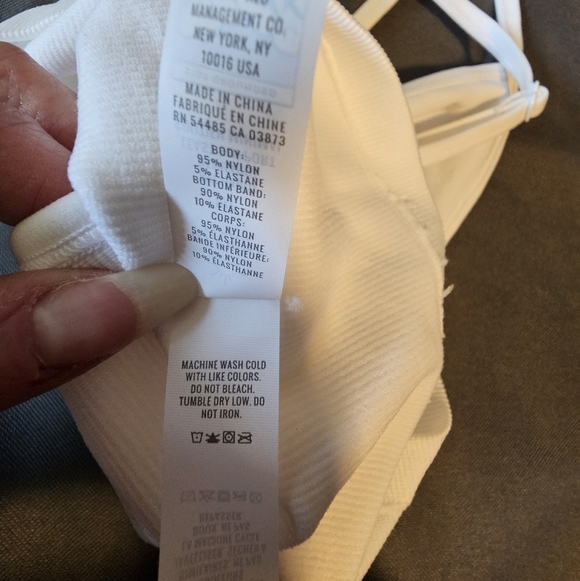 MANAGEMENT CO.
NEW YORK, NY
10016 USA
MADE IN CHINA
FABRIQUÉ EN CHINE
RN 54485 CA 03873
BODY:
95% NYLON
5% ELASTANE
BOTTOM BAND:
90% NYLON
10% ELASTANE
CORPS:
95% NYLON
5% ÉLASTHANNE
BANDE INFÉRIEURE:
90% NYLON
10% ÉLASTHANNE
MACHINE WASH COLD
WITH LIKE COLORS.
DO NOT BLEACH.
TUMBLE DRY LOW. DO
NOT IRON.